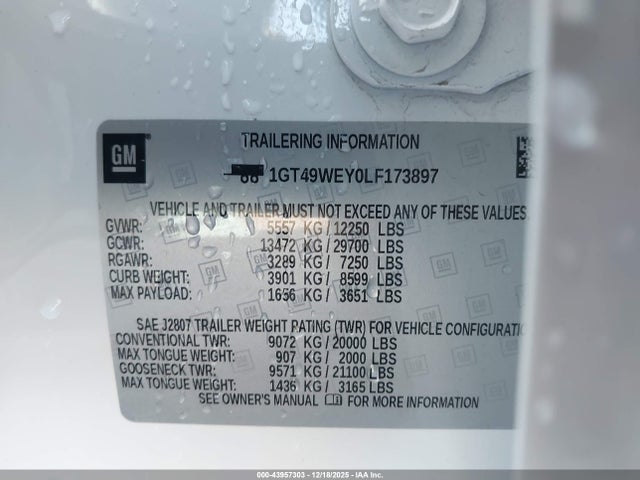 GM
TRAILERING INFORMATION
1GT49WEY0LF173897
VEHICLE AND TRAILER MUST NOT EXCEED ANY OF THESE VALUES
GVWR: 5557 KG / 12250 LBS
GCWR: 13472 KG / 29700 LBS
RGAWR: 3289 KG / 7250 LBS
CURB WEIGHT: 3901 KG / 8599 LBS
MAX PAYLOAD: 1656 KG / 3651 LBS
SAE J2807 TRAILER WEIGHT RATING (TWR) FOR VEHICLE CONFIGURATION
CONVENTIONAL TWR: 9072 KG / 20000 LBS
MAX TONGUE WEIGHT: 907 KG / 2000 LBS
GOOSENECK TWR: 9571 KG / 21100 LBS
MAX TONGUE WEIGHT: 1436 KG / 3165 LBS
SEE OWNER'S MANUAL FOR MORE INFORMATION
000-43957303 - 12/18/2025 - IAAI.COM